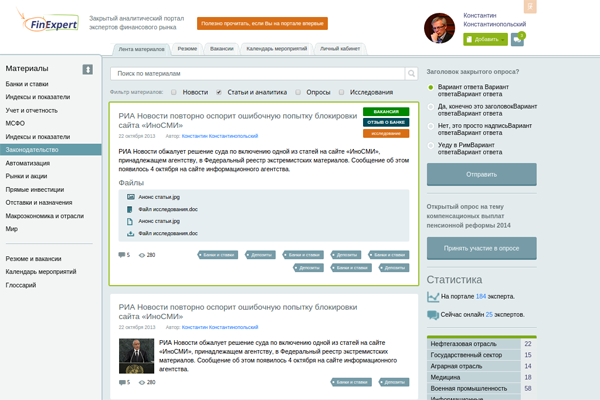 FinExpert
Закрытый аналитический портал
экспертов финансового рынка
Полезно прочитать, если бы на портале впервые
Константин
Константинопольский
Добавить
Лента материалов
Резюме
Вакансии
Календарь мероприятий
Личный кабинет
Материалы
Банки и ставки
Индексы и показатели
Учет и отчетность
МСФО
Индексы и показатели
Законодательство
Автоматизация
Рынки и акции
Прямые инвестиции
Отставки и назначения
Макроэкономика и отрасли
Мир
Резюме и вакансии
Календарь мероприятий
Глоссарий
Поиск по материалам
Фильтр материалов:
Новости
Статьи и аналитика
Опросы
Исследования
РИА Новости повторно оспорит ошибочную попытку блокировки
сайта «ИноСМИ»
22 октября 2013
Автор: Константин Константинопольский
ВАКАНСИЯ
ОТЗЫВ О БАНКЕ
исследование
РИА Новости обжалует решение суда по включению одной из статей на сайте «ИноСМИ»,
принадлежащем агентству, в Федеральный реестр экстремистских материалов. Сообщение об этом
появилось 4 октября на сайте информационного агентства.
Файлы
Анонс статьи.jpg
Файл исследования.doc
Анонс статьи.jpg
Файл исследования.doc
5
280
Банки и ставки
Депозиты
Банки и ставки
Депозиты
Банки и ставки
Депозиты
Банки и ставки
Депозиты
Банки и ставки
РИА Новости повторно оспорит ошибочную попытку блокировки
сайта «ИноСМИ»
22 октября 2013
Автор: Константин Константинопольский
РИА Новости обжалует решение суда по включению одной из статей на сайте
«ИноСМИ», принадлежащем агентству, в Федеральный реестр экстремистских
материалов. Сообщение об этом появилось 4 октября на сайте информационного
агентства.
5
280
Банки и ставки
Депозиты
Заголовок закрытого опроса?
Вариант ответа Вариант
ответаВариант ответа
Да, конечно это заголовокВариант
ответаВариант ответа
Нет, это просто надписьВариант
ответаВариант ответа
Уеду в РимВариант
ответаВариант ответа
Отправить
Открытый опрос на тему
компенсационых выплат
пенсионной реформы 2014
Принять участие в опросе
Статистика
На портале 184 эксперта.
Сейчас онлайн 25 экспертов.
Нефтегазовая отрасль 22
Государственный сектор 15
Аграрная отрасль 14
Медицина 18
Военная промышленность 58
Информационные